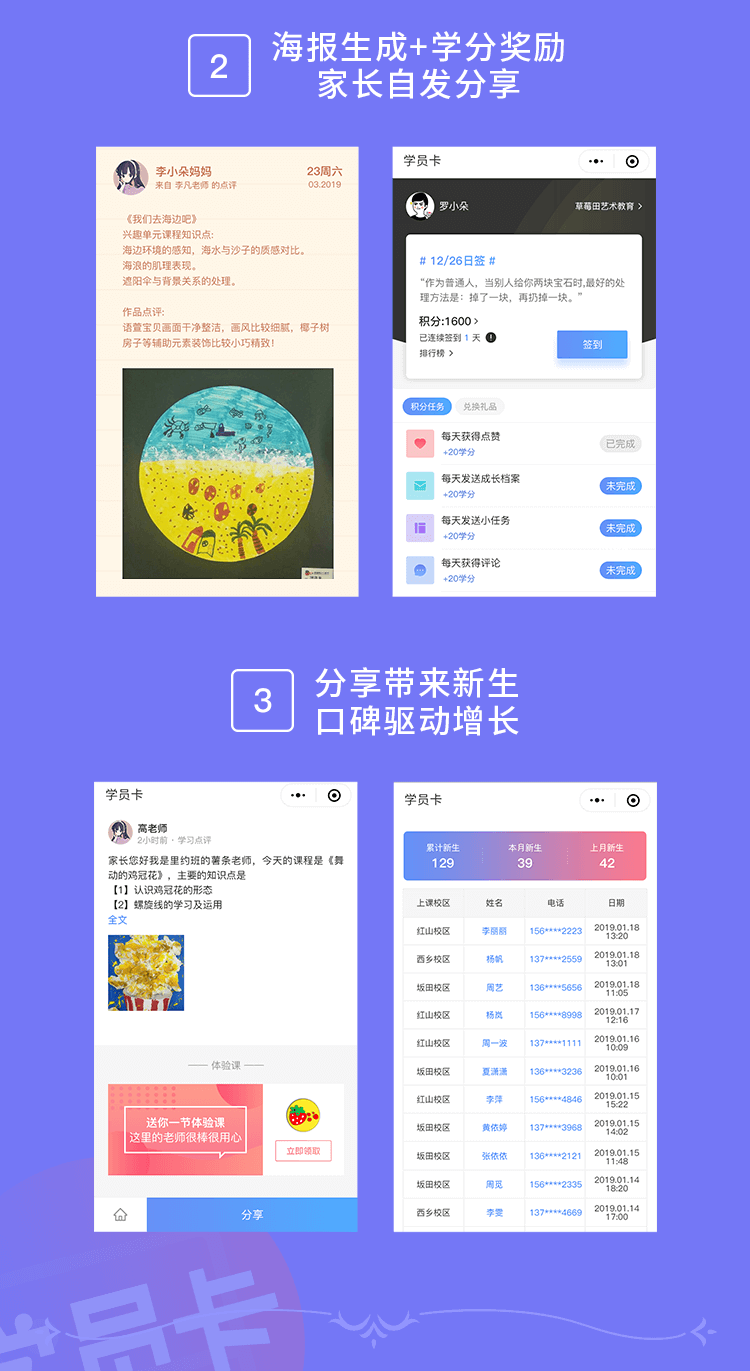 2
海报生成+学分奖励
家长自发分享
李小朵妈妈
来自 李凡老师 的点评
23周六
03.2019
《我们去海边吧》
兴趣单元课程知识点:
海边环境的感知，海水与沙子的质感对比。
海浪的肌理表现。
遮阳伞与背景关系的处理。
作品点评:
语萱宝贝画面干净整洁，画风比较细腻，椰子树
房子等辅助元素装饰比较小巧精致！
学员卡
罗小朵
草莓田艺术教育
# 12/26日签 #
“作为普通人，当别人给你两块宝石时,最好的处
理方法是：掉了一块，再扔掉一块。”
积分:1600
已连续签到 1 天
排行榜
签到
积分任务
兑换礼品
每天获得点赞
+20学分
已完成
每天发送成长档案
+20学分
未完成
每天发送小任务
+20学分
未完成
每天获得评论
+20学分
未完成
3
分享带来新生
口碑驱动增长
学员卡
高老师
2小时前 · 学习点评
家长您好我是里约班的薯条老师，今天的课程是《舞
动的鸡冠花》，主要的知识点是
【1】认识鸡冠花的形态
【2】螺旋线的学习及运用
全文
体验课
送你一节体验课
这里的老师很棒很用心
立即领取
分享
学员卡
累计新生 本月新生 上月新生
129 39 42
上课校区 姓名 电话 日期
红山校区 李丽丽 156****2223 2019.01.18 13:20
西乡校区 杨帆 137****2559 2019.01.18 13:01
坂田校区 周艺 136****5656 2019.01.18 11:05
红山校区 杨岚 156****8998 2019.01.17 12:16
红山校区 周一波 137****1111 2019.01.16 10:09
坂田校区 夏潇潇 136****3236 2019.01.16 10:01
红山校区 李萍 156****4846 2019.01.15 15:22
坂田校区 黄依婷 137****3968 2019.01.15 14:02
坂田校区 张依依 136****2121 2019.01.15 11:48
坂田校区 周觅 156****2335 2019.01.14 18:20
西乡校区 李雯 137****4669 2019.01.14 17:00
学员卡